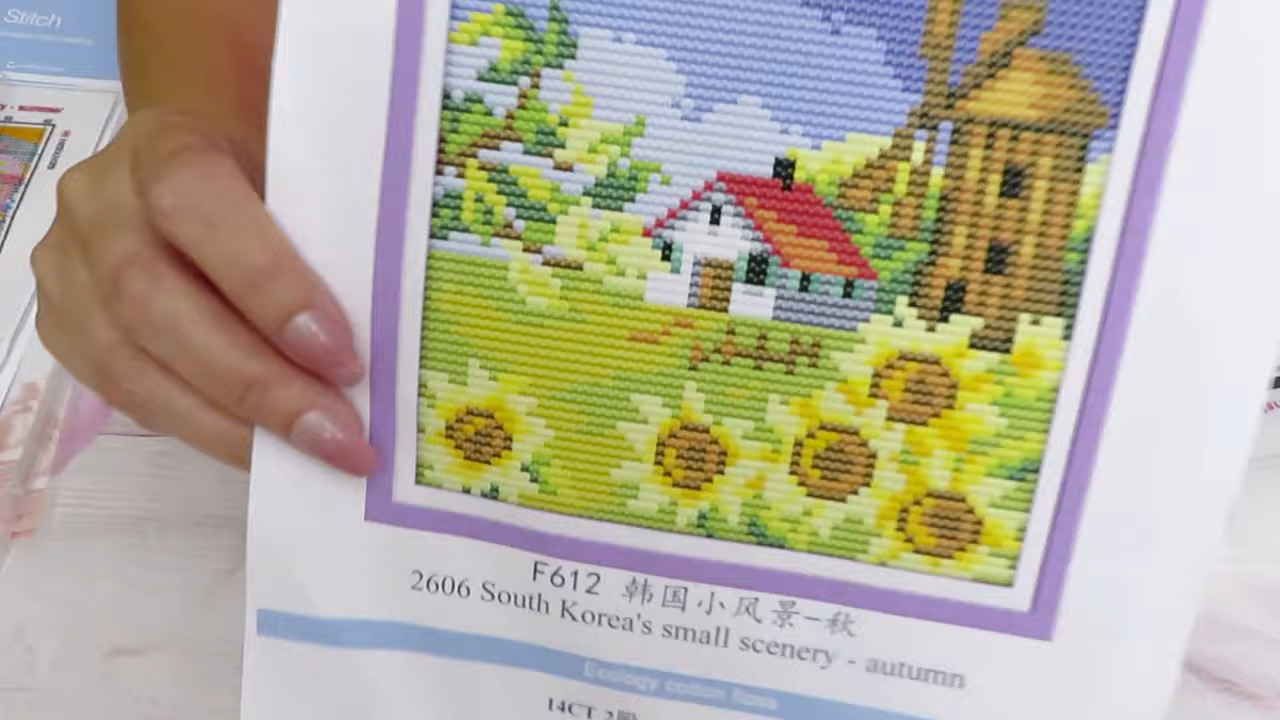 Stitch
F612 韩国小风景-秋
2606 South Korea's small scenery - autumn
Ecology cotton floss
14CT 2